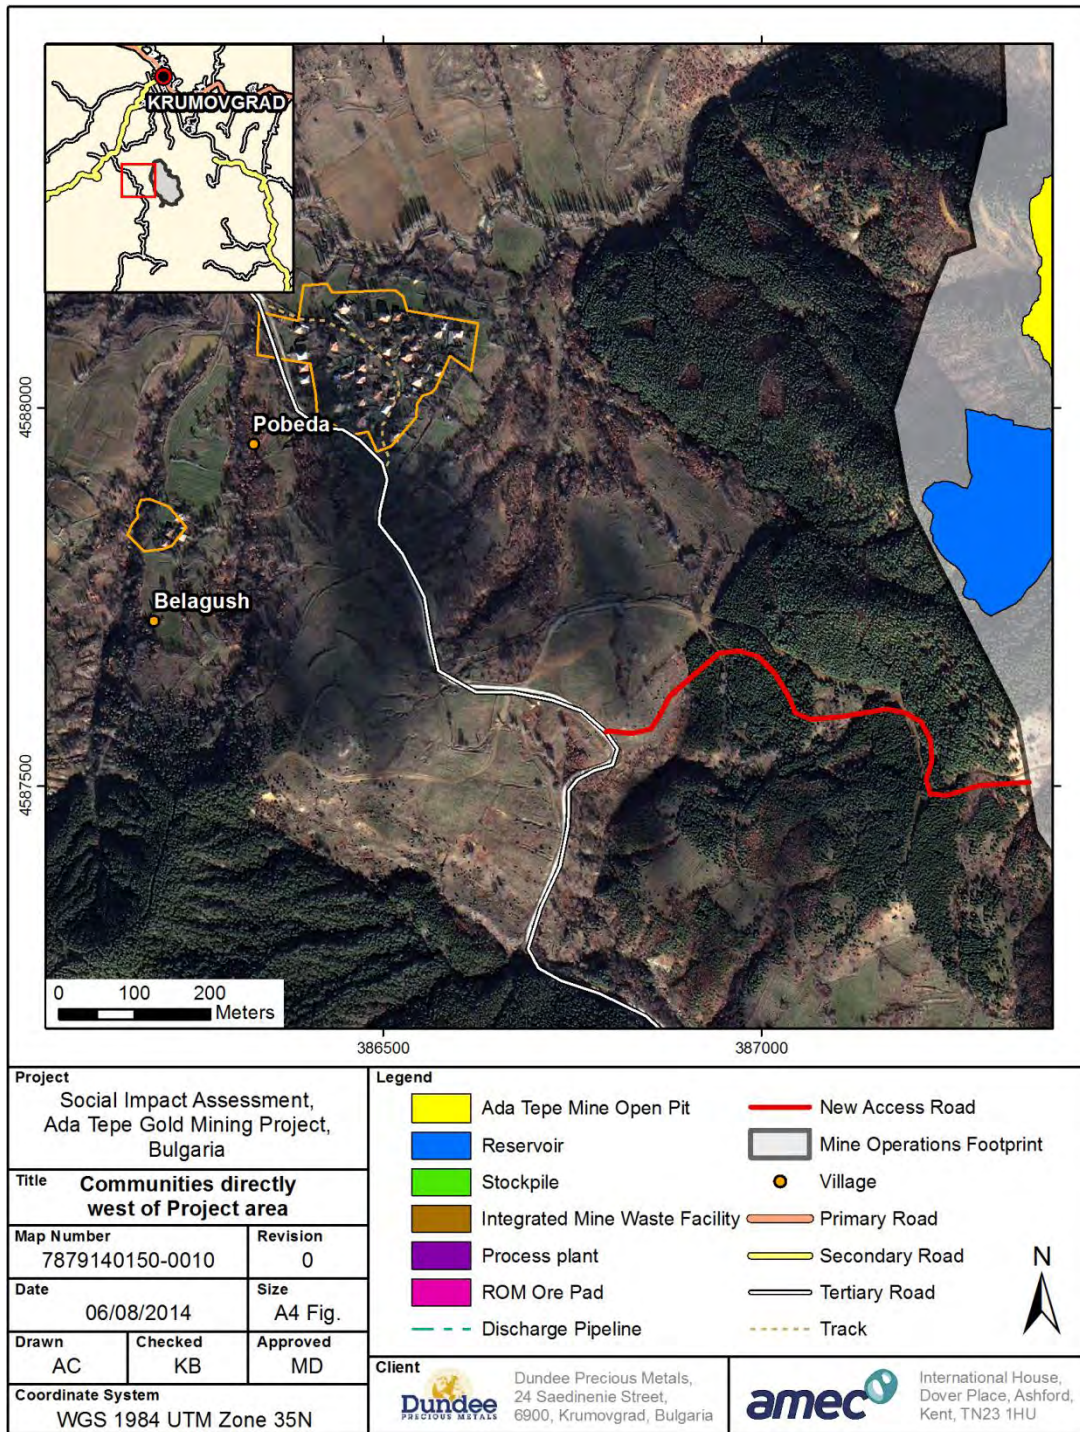 KRUMOVGRAD
4588000
Pobeda
Belagush
4587500
0 100 200
Meters
386500 387000
Project
Social Impact Assessment,
Ada Tepe Gold Mining Project,
Bulgaria
Title Communities directly
west of Project area
Map Number Revision
7879140150-0010 0
Date Size
06/08/2014 A4 Fig.
Drawn Checked Approved
AC KB MD
Coordinate System
WGS 1984 UTM Zone 35N
Legend
Ada Tepe Mine Open Pit
Reservoir
Stockpile
Integrated Mine Waste Facility
Process plant
ROM Ore Pad
Discharge Pipeline
New Access Road
Mine Operations Footprint
Village
Primary Road
Secondary Road
Tertiary Road
Track
N
Client
Dundee
PRECIOUS METALS
Dundee Precious Metals,
24 Saedinenie Street,
6900, Krumovgrad, Bulgaria
amec
International House,
Dover Place, Ashford,
Kent, TN23 1HU